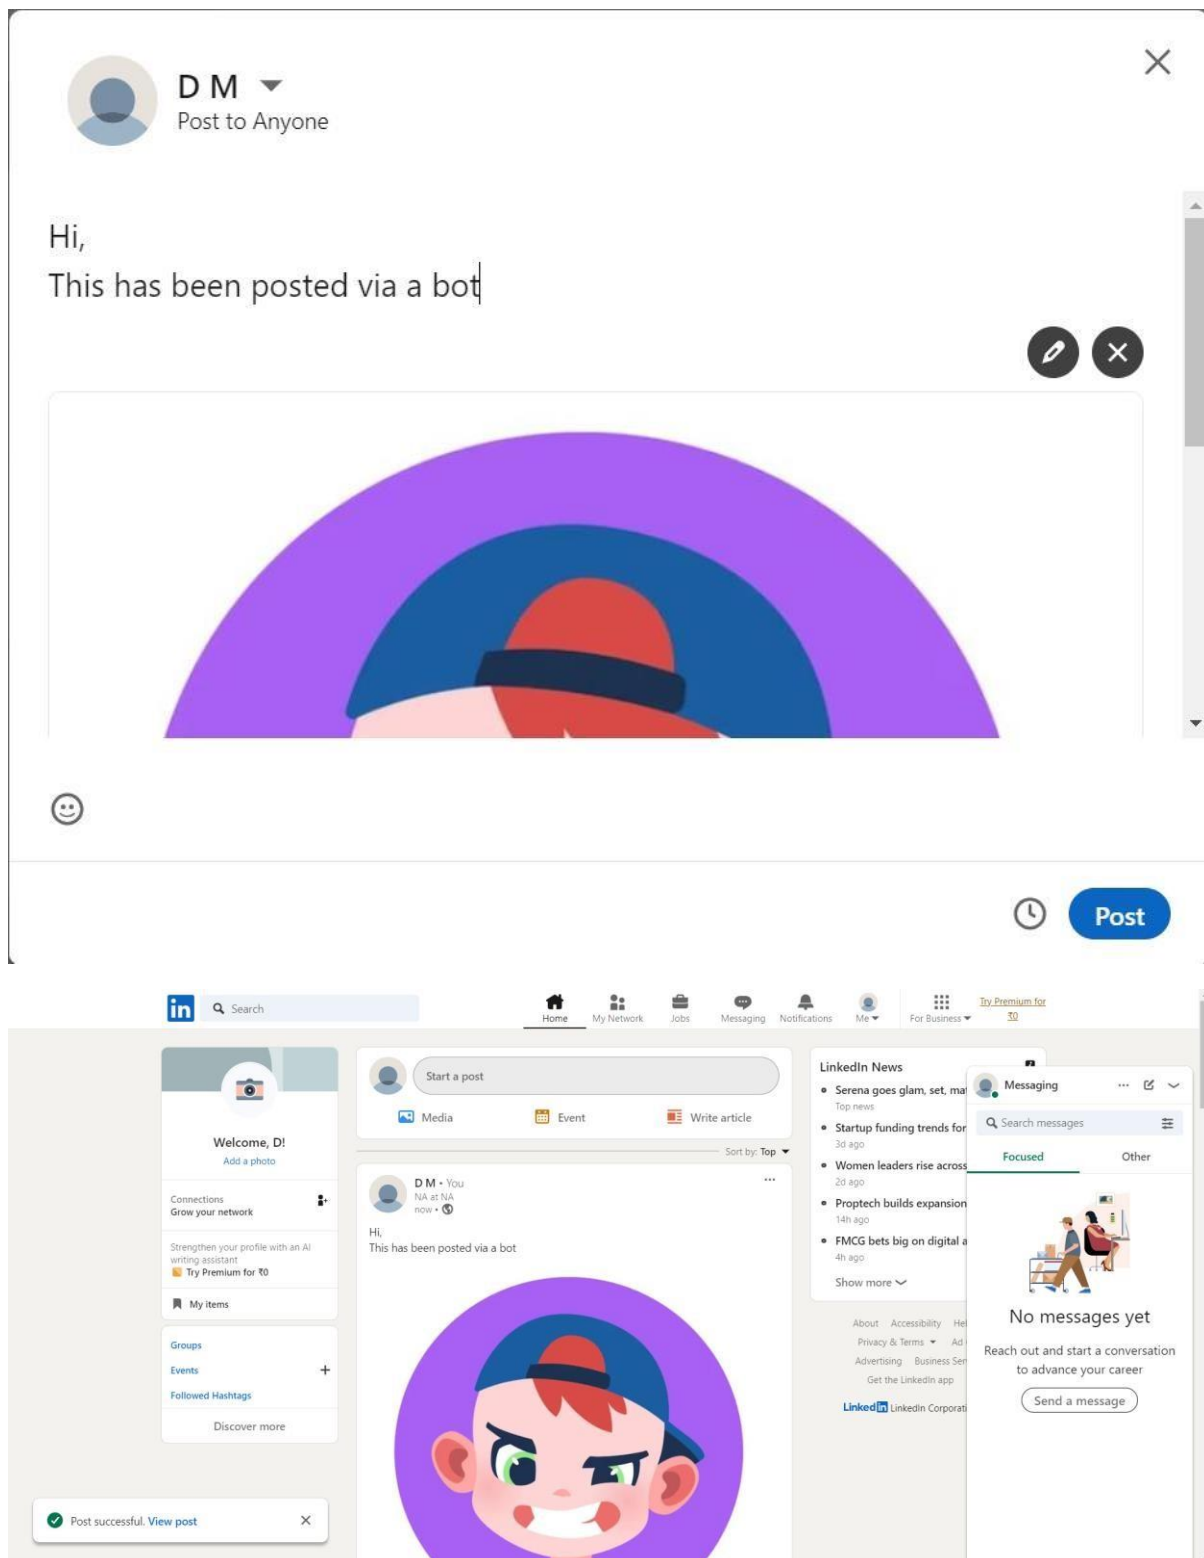 D M
Post to Anyone
Hi,
This has been posted via a bot
Post
in
Search
Home
My Network
Jobs
Messaging
Notifications
Me
For Business
Try Premium for
₹0
Welcome, D!
Add a photo
Connections
Grow your network
Strengthen your profile with an AI
writing assistant
Try Premium for ₹0
My items
Groups
Events
Followed Hashtags
Discover more
Start a post
Media
Event
Write article
Sort by: Top
D M • You
NA at NA
now •
Hi,
This has been posted via a bot
LinkedIn News
Serena goes glam, set, ma
Top news
Startup funding trends for
3d ago
Women leaders rise across
2d ago
Proptech builds expansion
14h ago
FMCG bets big on digital a
4h ago
Show more
About Accessibility Hel
Privacy & Terms Ad
Advertising Business Ser
Get the LinkedIn app
Linked in LinkedIn Corporati
Messaging
Search messages
Focused
Other
No messages yet
Reach out and start a conversation
to advance your career
Send a message
Post successful. View post